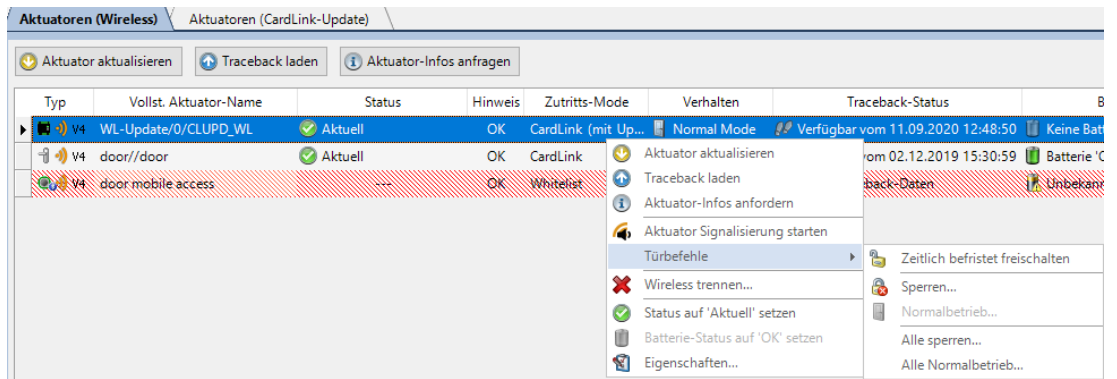 Aktuatoren (Wireless) Aktuatoren (CardLink-Update)
Aktuator aktualisieren Traceback laden Aktuator-Infos anfragen
Typ Vollst. Aktuator-Name Status Hinweis Zutritts-Mode Verhalten Traceback-Status B
V4 WL-Update/0/CLUPD_WL Aktuell OK CardLink (mit Up... Normal Mode Verfügbar vom 11.09.2020 12:48:50 Keine Batt
V4 door//door Aktuell OK CardLink vom 02.12.2019 15:30:59 Batterie 'O
V4 door mobile access --- OK Whitelist eback-Daten Unbekann
Aktuator aktualisieren
Traceback laden
Aktuator-Infos anfordern
Aktuator Signalisierung starten
Türbefehle
Wireless trennen...
Status auf 'Aktuell' setzen
Batterie-Status auf 'OK' setzen
Eigenschaften...
Zeitlich befristet freischalten
Sperren...
Normalbetrieb...
Alle sperren...
Alle Normalbetrieb...